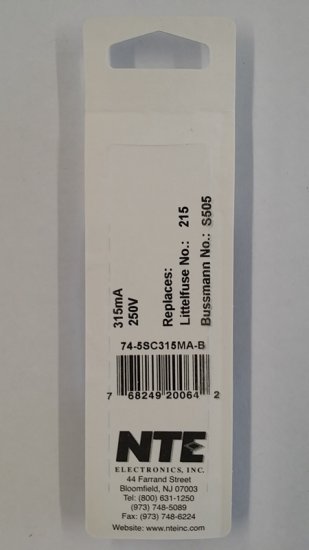 315mA
250V
Replaces:
Littelfuse No.: 215
Bussmann No.: S505
74-5SC315MA-B
7 68249 20064 2
NTE
ELECTRONICS, INC.
44 Farrand Street
Bloomfield, NJ 07003
Tel: (800) 631-1250
(973) 748-5089
Fax: (973) 748-6224
Website: www.nteinc.com